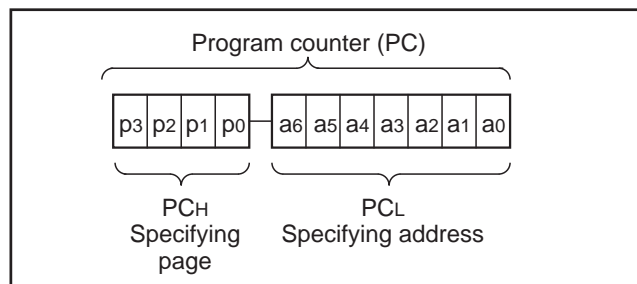 Program counter (PC)
p3 p2 p1 p0 a6 a5 a4 a3 a2 a1 a0
PCH PCL
Specifying Specifying address
page